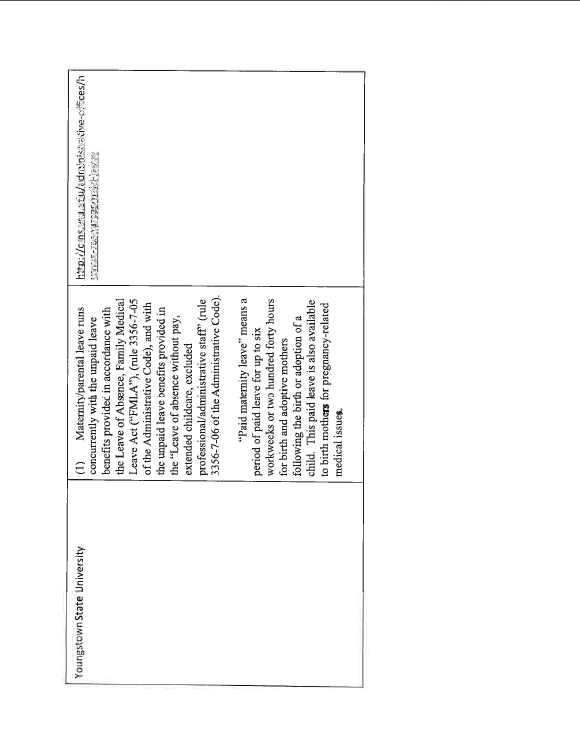 Youngstown State University
(1) Maternity/parental leave runs
concurrently with the unpaid leave
benefits provided in accordance with
the Leave of Absence, Family Medical
Leave Act ("FMLA"), (rule 3356-7-05
of the Administrative Code), and with
the unpaid leave benefits provided in
the "Leave of absence without pay,
extended childcare, excluded
professional/administrative staff" (rule
3356-7-06 of the Administrative Code).
"Paid maternity leave" means a
period of paid leave for up to six
workweeks or two hundred forty hours
for birth and adoptive mothers
following the birth or adoption of a
child. This paid leave is also available
to birth mothers for pregnancy-related
medical issues.